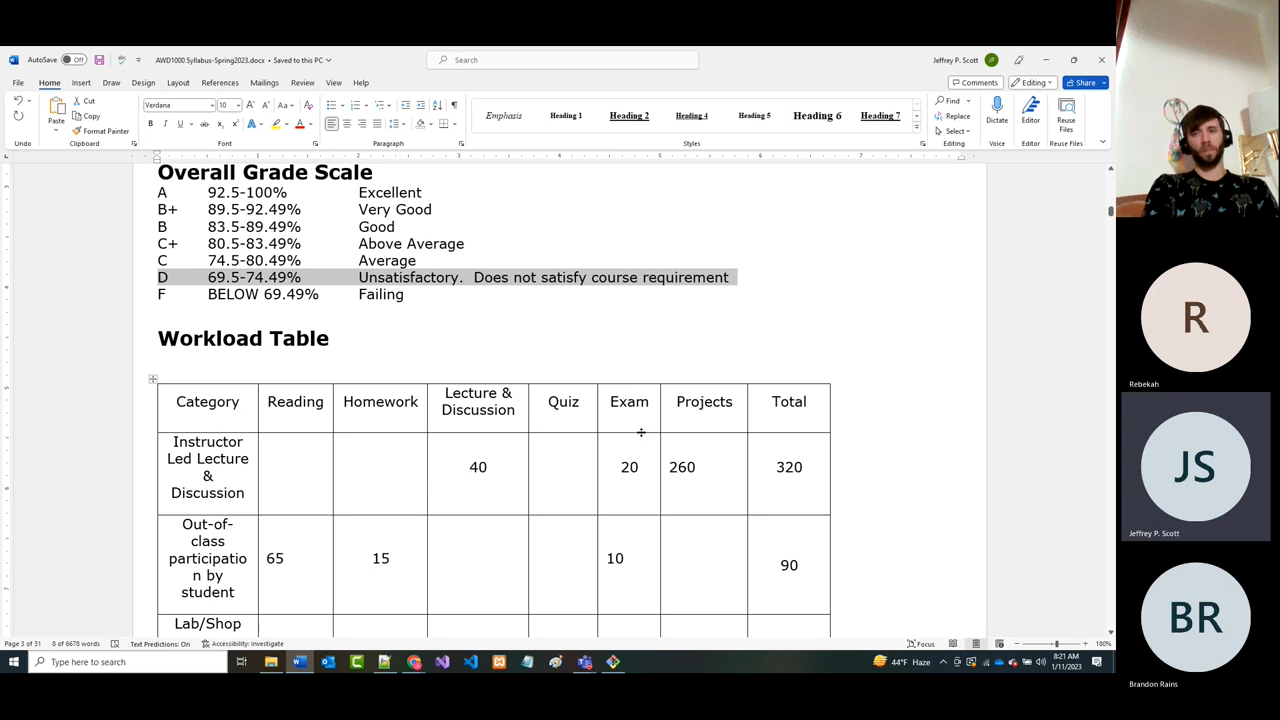 AutoSave Off AWD1000 Syllabus-Spring2023.docx • Saved to this PC Search Jeffrey P. Scott JP
File Home Insert Draw Design Layout References Mailings Review View Help Comments Editing Share
Paste Cut Copy Format Painter Verdana 10 Emphasis Heading 1 Heading 2 Heading 4 Heading 5 Heading 6 Heading 7 Find Replace Select Dictate Editor Reuse Files
Undo Clipboard Font Paragraph Styles Editing Voice Editor Reuse Files
Overall Grade Scale
A 92.5-100% Excellent
B+ 89.5-92.49% Very Good
B 83.5-89.49% Good
C+ 80.5-83.49% Above Average
C 74.5-80.49% Average
D 69.5-74.49% Unsatisfactory. Does not satisfy course requirement
F BELOW 69.49% Failing
Workload Table
Category Reading Homework Lecture & Discussion Quiz Exam Projects Total
Instructor Led Lecture & Discussion 40 20 260 320
Out-of-class participation by student 65 15 10 90
Lab/Shop
Page 3 of 31 8 of 6678 words Text Predictions: On Accessibility: Investigate Focus 180%
Type here to search 44°F Haze 8:21 AM
1/11/2023
R
Rebekah
JS
Jeffrey P. Scott
BR
Brandon Rains